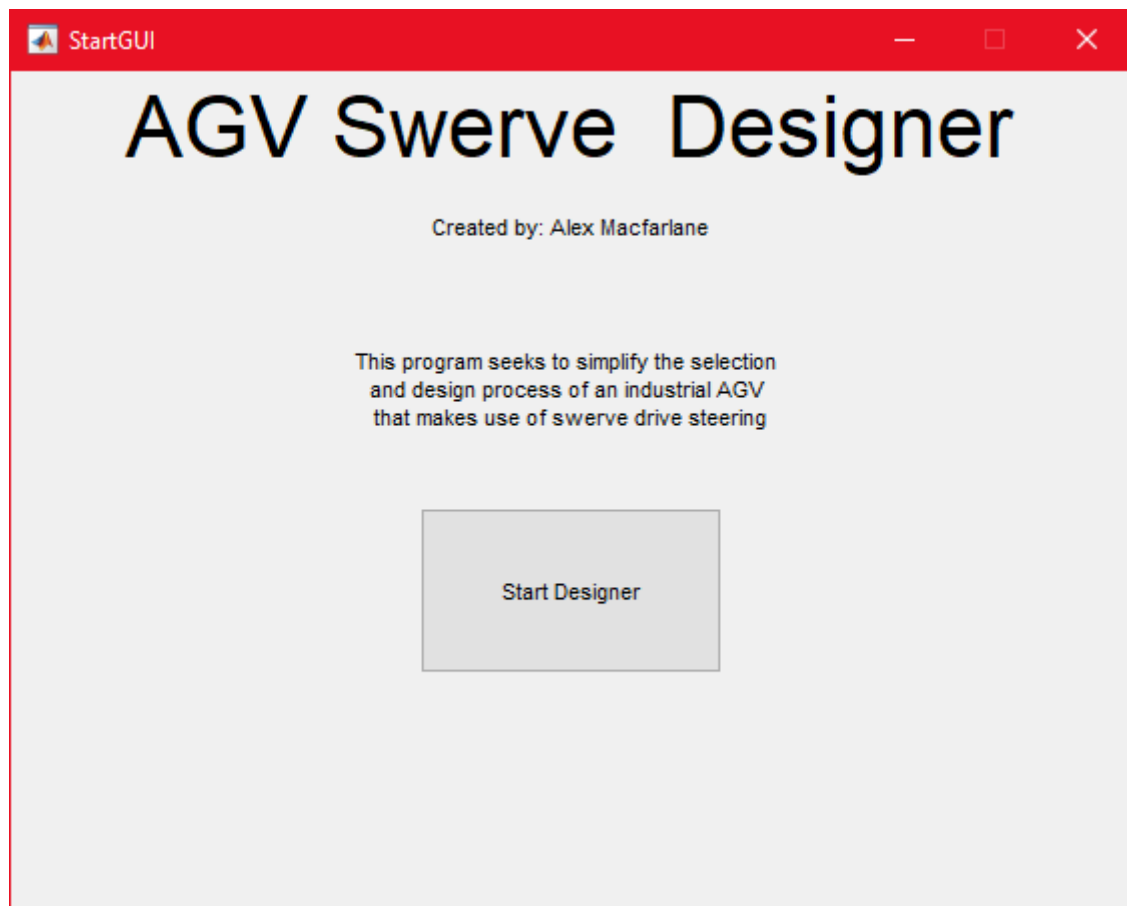 StartGUI
AGV Swerve  Designer
Created by: Alex Macfarlane
This program seeks to simplify the selection
and design process of an industrial AGV
that makes use of swerve drive steering
Start Designer